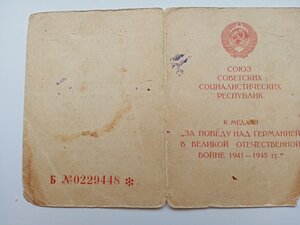 Б №0229448
СОЮЗ
СОВЕТСКИХ
СОЦИАЛИСТИЧЕСКИХ
РЕСПУБЛИК
К МЕДАЛИ
„ЗА ПОБЕДУ НАД ГЕРМАНИЕЙ
В ВЕЛИКОЙ ОТЕЧЕСТВЕННОЙ
ВОЙНЕ 1941—1945 гг."